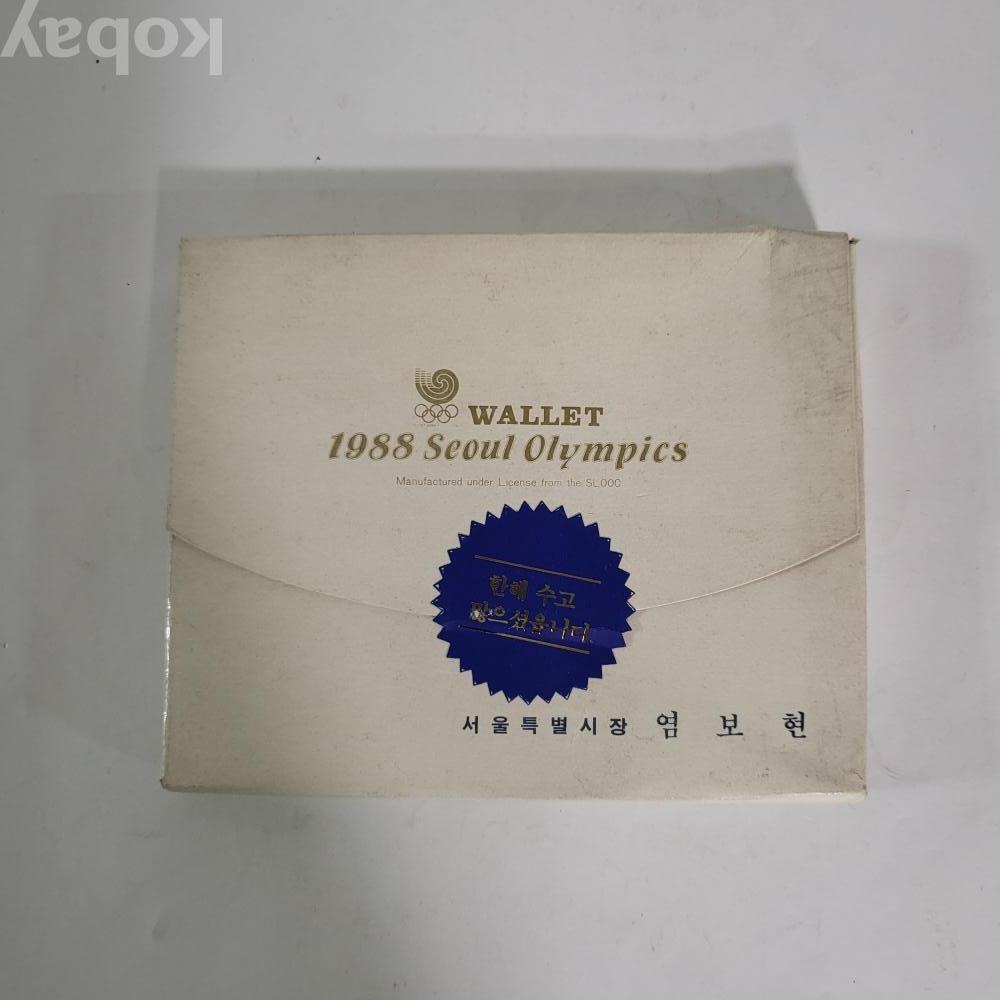 kobay
WALLET
1988 Seoul Olympics
Manufactured under License from the SLOOC
한해 수고
많으셨읍니다.
서울특별시장 염 보 현